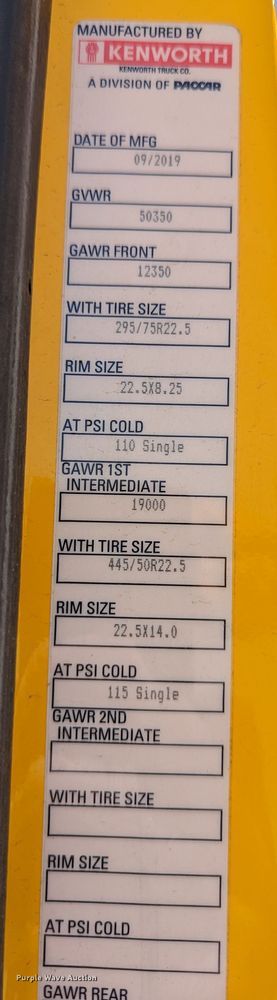 MANUFACTURED BY
KENWORTH
KENWORTH TRUCK CO.
A DIVISION OF PACCAR
DATE OF MFG
09/2019
GVWR
50350
GAWR FRONT
12350
WITH TIRE SIZE
295/75R22.5
RIM SIZE
22.5X8.25
AT PSI COLD
110 Single
GAWR 1ST
INTERMEDIATE
19000
WITH TIRE SIZE
445/50R22.5
RIM SIZE
22.5X14.0
AT PSI COLD
115 Single
GAWR 2ND
INTERMEDIATE
WITH TIRE SIZE
RIM SIZE
AT PSI COLD
Purple Wave Auction
GAWR REAR